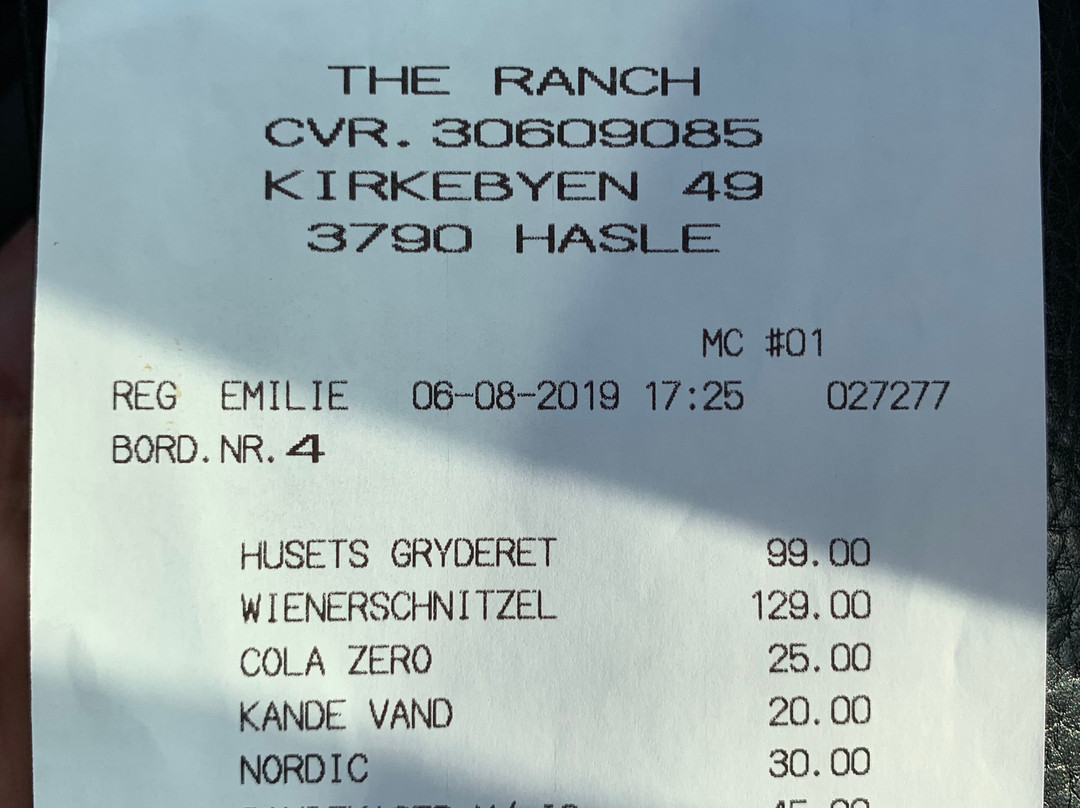 THE RANCH
CVR. 30609085
KIRKEBYEN 49
3790 HASLE
MC #01
REG EMILIE 06-08-2019 17:25 027277
BORD.NR. 4
HUSETS GRYDERET 99.00
WIENERSCHNITZEL 129.00
COLA ZERO 25.00
KANDE VAND 20.00
NORDIC 30.00